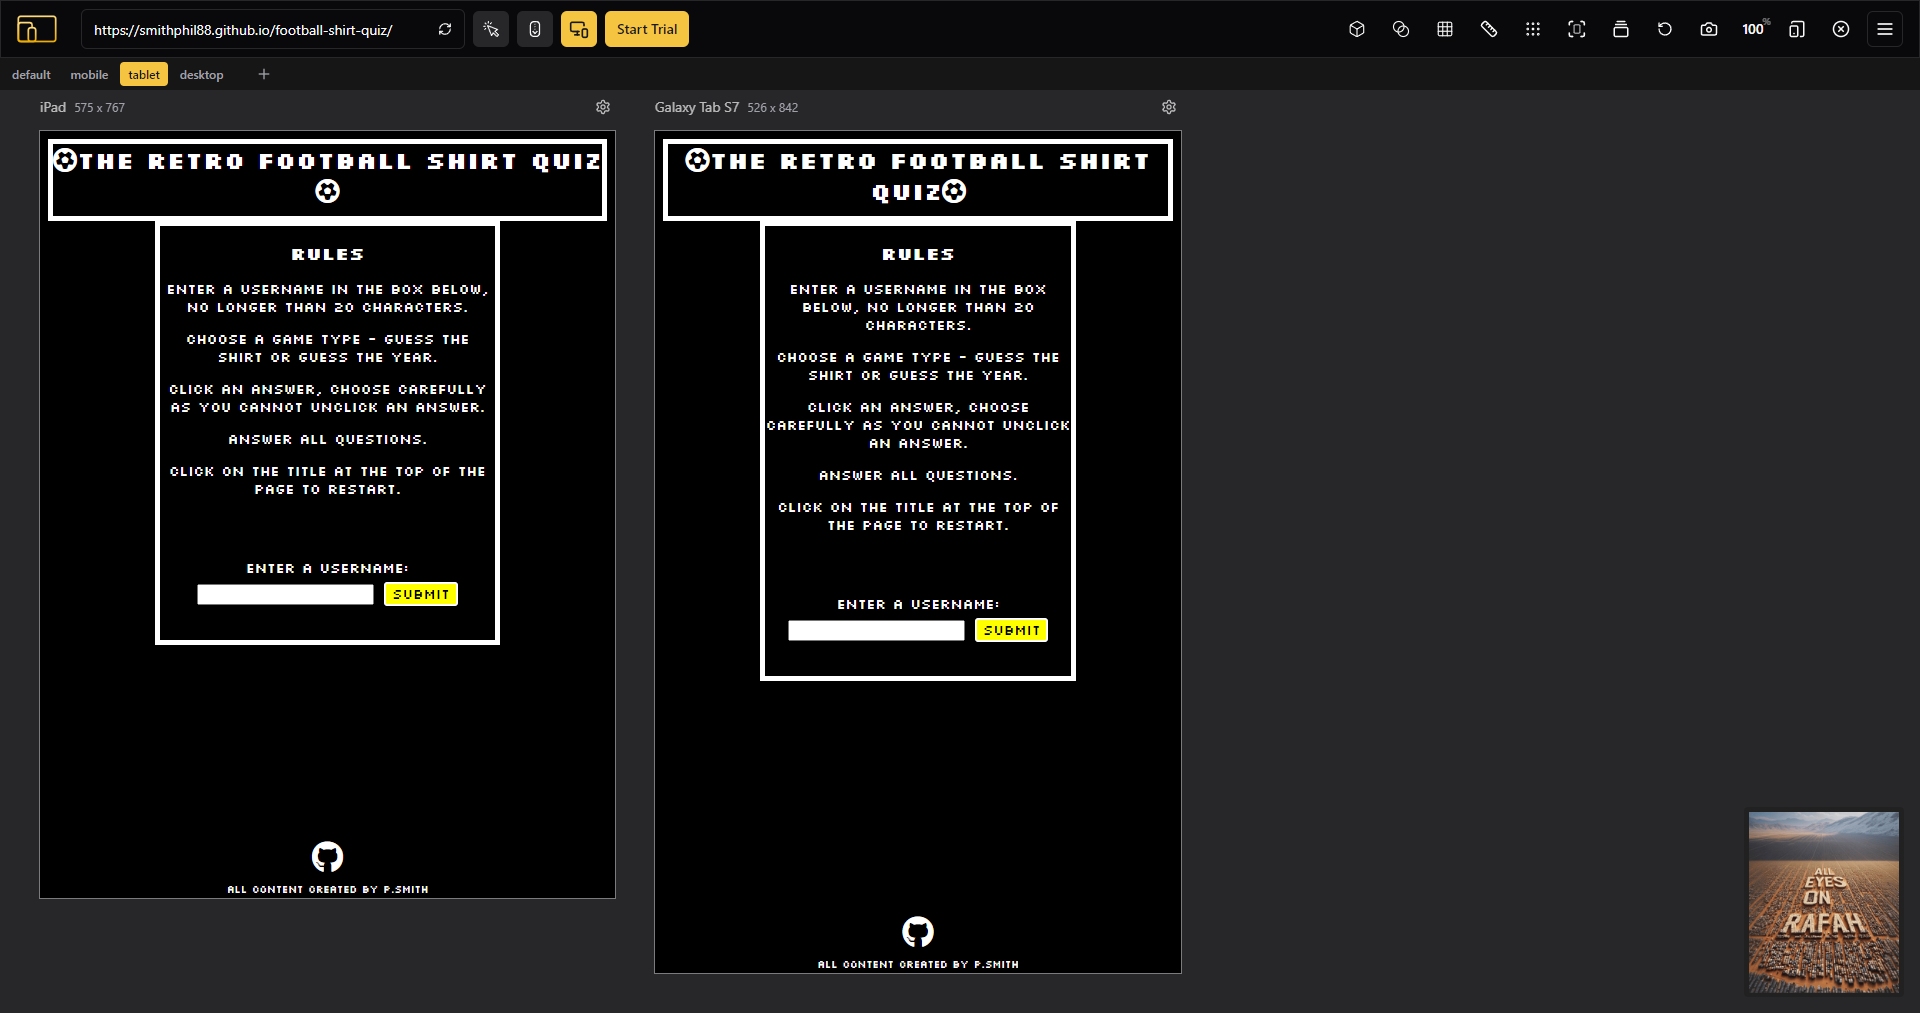 https://smithphil88.github.io/football-shirt-quiz/
Start Trial
100%
default
mobile
tablet
desktop
iPad 575 x 767
THE RETRO FOOTBALL SHIRT QUIZ
RULES
ENTER A USERNAME IN THE BOX BELOW,
NO LONGER THAN 20 CHARACTERS.
CHOOSE A GAME TYPE - GUESS THE
SHIRT OR GUESS THE YEAR.
CLICK AN ANSWER, CHOOSE CAREFULLY
AS YOU CANNOT UNCLICK AN ANSWER.
ANSWER ALL QUESTIONS.
CLICK ON THE TITLE AT THE TOP OF THE
PAGE TO RESTART.
ENTER A USERNAME:
SUBMIT
ALL CONTENT CREATED BY P.SMITH
Galaxy Tab S7 526 x 842
THE RETRO FOOTBALL SHIRT
QUIZ
RULES
ENTER A USERNAME IN THE BOX
BELOW, NO LONGER THAN 20
CHARACTERS.
CHOOSE A GAME TYPE - GUESS THE
SHIRT OR GUESS THE YEAR.
CLICK AN ANSWER, CHOOSE
CAREFULLY AS YOU CANNOT UNCLICK
AN ANSWER.
ANSWER ALL QUESTIONS.
CLICK ON THE TITLE AT THE TOP OF
THE PAGE TO RESTART.
ENTER A USERNAME:
SUBMIT
ALL CONTENT CREATED BY P.SMITH
ALL
EYES
ON
RAFAH